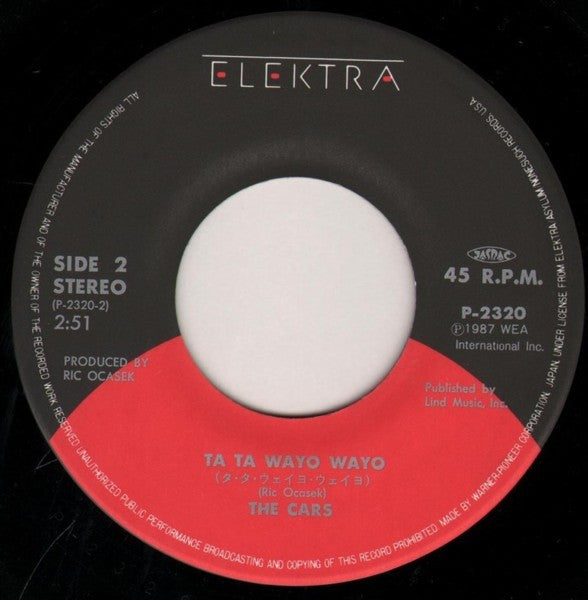 ELEKTRA
SIDE 2
STEREO
(P-2320-2)
2:51
PRODUCED BY
RIC OCASEK
JASRAC
45 R.P.M.
P-2320
Ⓟ1987 WEA
International Inc.
Published by
Lind Music, Inc.
TA TA WAYO WAYO
(タ・タ・ウェイヨ・ウェイヨ)
(Ric Ocasek)
THE CARS
ALL RIGHTS OF THE MANUFACTURER AND OF THE OWNER OF THE RECORDED WORK RESERVED UNAUTHORIZED PUBLIC PERFORMANCE BROADCASTING AND COPYING OF THIS RECORD PROHIBITED MADE BY WARNER-PIONEER CORPORATION, JAPAN, UNDER LICENSE FROM ELEKTRA ASYLUM NONESUCH RECORDS U.S.A.